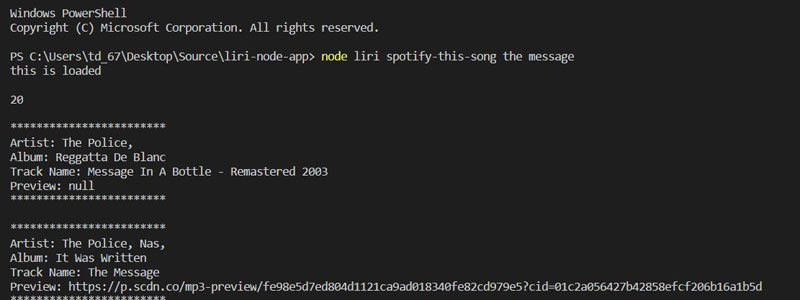 Windows PowerShell
Copyright (C) Microsoft Corporation. All rights reserved.
PS C:\Users\td_67\Desktop\Source\liri-node-app> node liri spotify-this-song the message
this is loaded
20
************************
Artist: The Police,
Album: Reggatta De Blanc
Track Name: Message In A Bottle - Remastered 2003
Preview: null
************************
************************
Artist: The Police, Nas,
Album: It Was Written
Track Name: The Message
Preview: https://p.scdn.co/mp3-preview/fe98e5d7ed804d1121ca9ad018340fe82cd979e5?cid=01c2a056427b42858efcf206b16a1b5d
************************